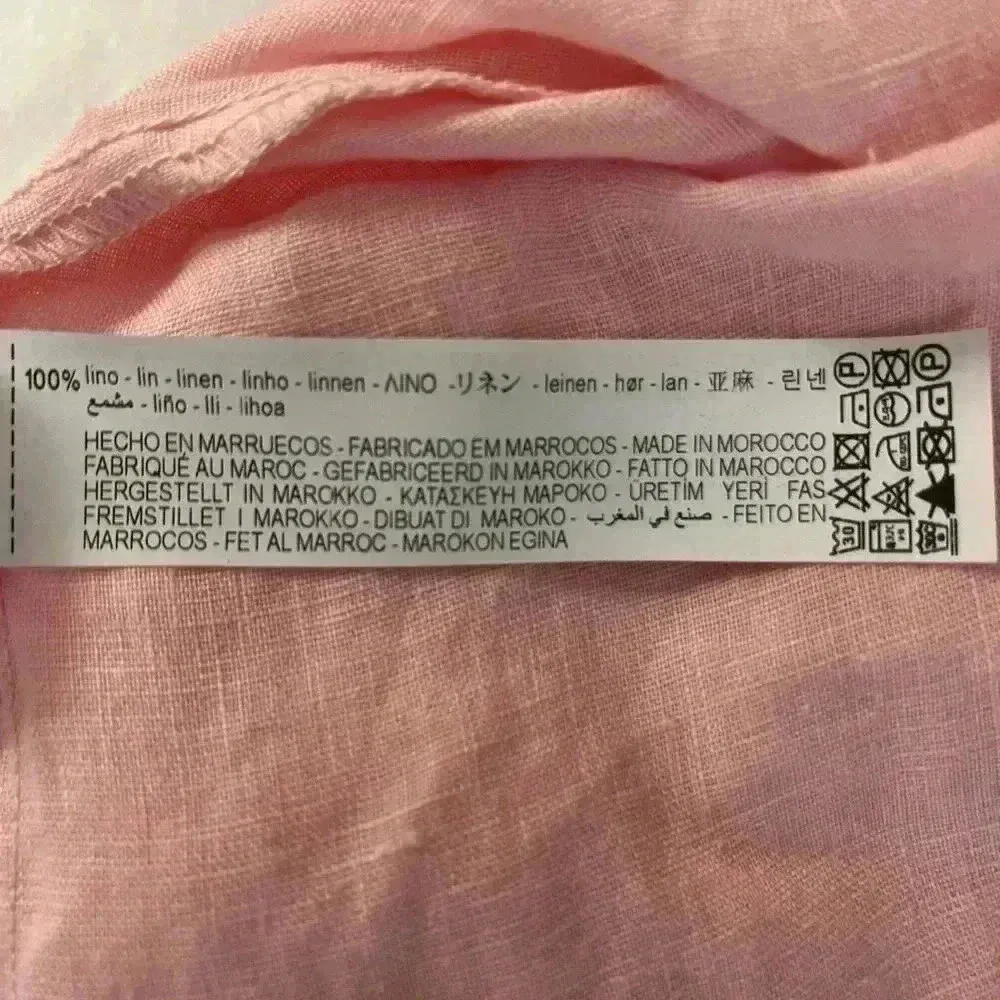 100% lino - lin - linen - linho - linnen - ΛΙΝΟ - リネン - leinen - hør - lan - 亚麻 - 린넨
مشمع - liño - lli - lihoa
HECHO EN MARRUECOS - FABRICADO EM MARROCOS - MADE IN MOROCCO
FABRIQUÉ AU MAROC - GEFABRICEERD IN MAROKKO - FATTO IN MAROCCO
HERGESTELLT IN MAROKKO - ΚΑΤΑΣΚΕΥΗ ΜΑΡΟΚΟ - ÜRETİM YERİ FAS
FREMSTILLET I MAROKKO - DIBUAT DI MAROKO - صنع في المغرب - FEITO EN
MARROCOS - FET AL MARROC - MAROKON EGINA
P P
30